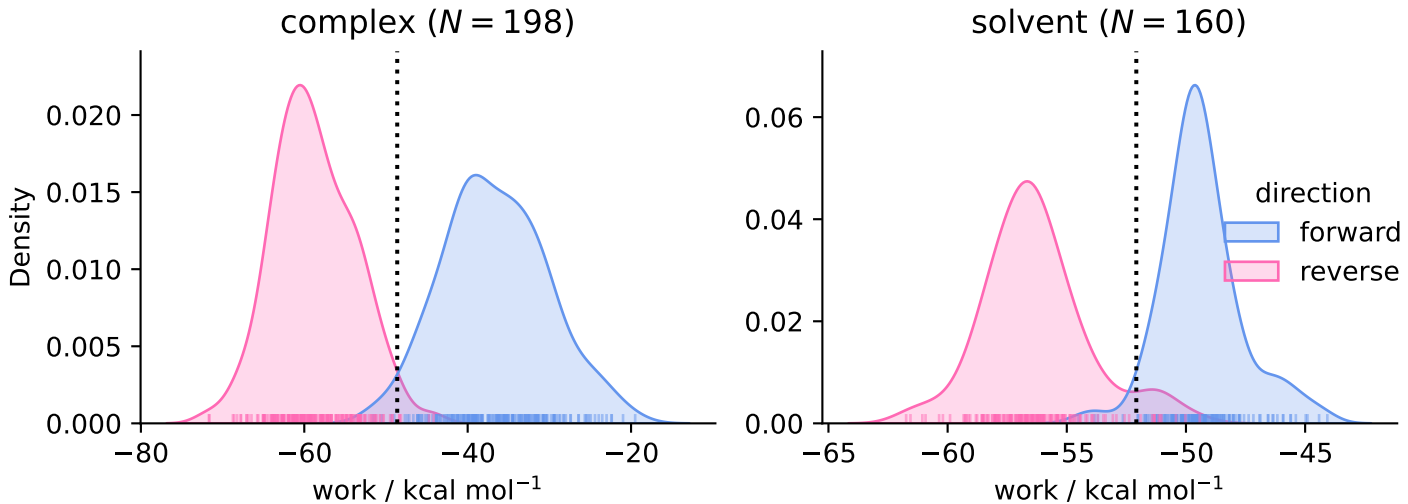 complex (N = 198)
Density
0.020
0.015
0.010
0.005
0.000
−80
−60
−40
−20
work / kcal mol⁻¹
solvent (N = 160)
0.06
0.04
0.02
0.00
−65
−60
−55
−50
−45
work / kcal mol⁻¹
direction
forward
reverse